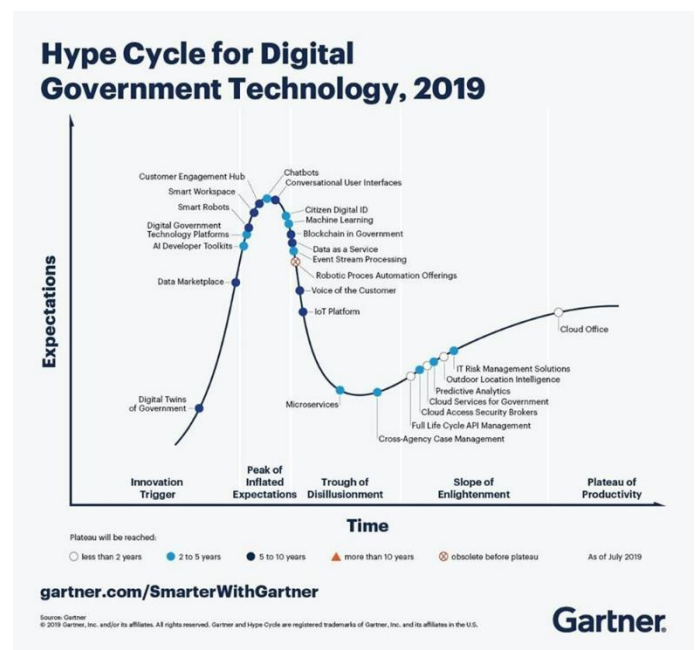 Hype Cycle for Digital
Government Technology, 2019
Expectations
Customer Engagement Hub
Smart Workspace
Smart Robots
Digital Government
Technology Platforms
AI Developer Toolkits
Data Marketplace
Digital Twins
of Government
Chatbots
Conversational User Interfaces
Citizen Digital ID
Machine Learning
Blockchain in Government
Data as a Service
Event Stream Processing
Robotic Proces Automation Offerings
Voice of the Customer
IoT Platform
Microservices
Cloud Office
IT Risk Management Solutions
Outdoor Location Intelligence
Predictive Analytics
Cloud Services for Government
Cloud Access Security Brokers
Full Life Cycle API Management
Cross-Agency Case Management
Innovation
Trigger
Peak of
Inflated
Expectations
Trough of
Disillusionment
Slope of
Enlightenment
Plateau of
Productivity
Time
Plateau will be reached:
less than 2 years
2 to 5 years
5 to 10 years
more than 10 years
obsolete before plateau
As of July 2019
gartner.com/SmarterWithGartner
Source: Gartner
© 2019 Gartner, Inc. and/or its affiliates. All rights reserved. Gartner and Hype Cycle are registered trademarks of Gartner, Inc. and its affiliates in the U.S.
Gartner.